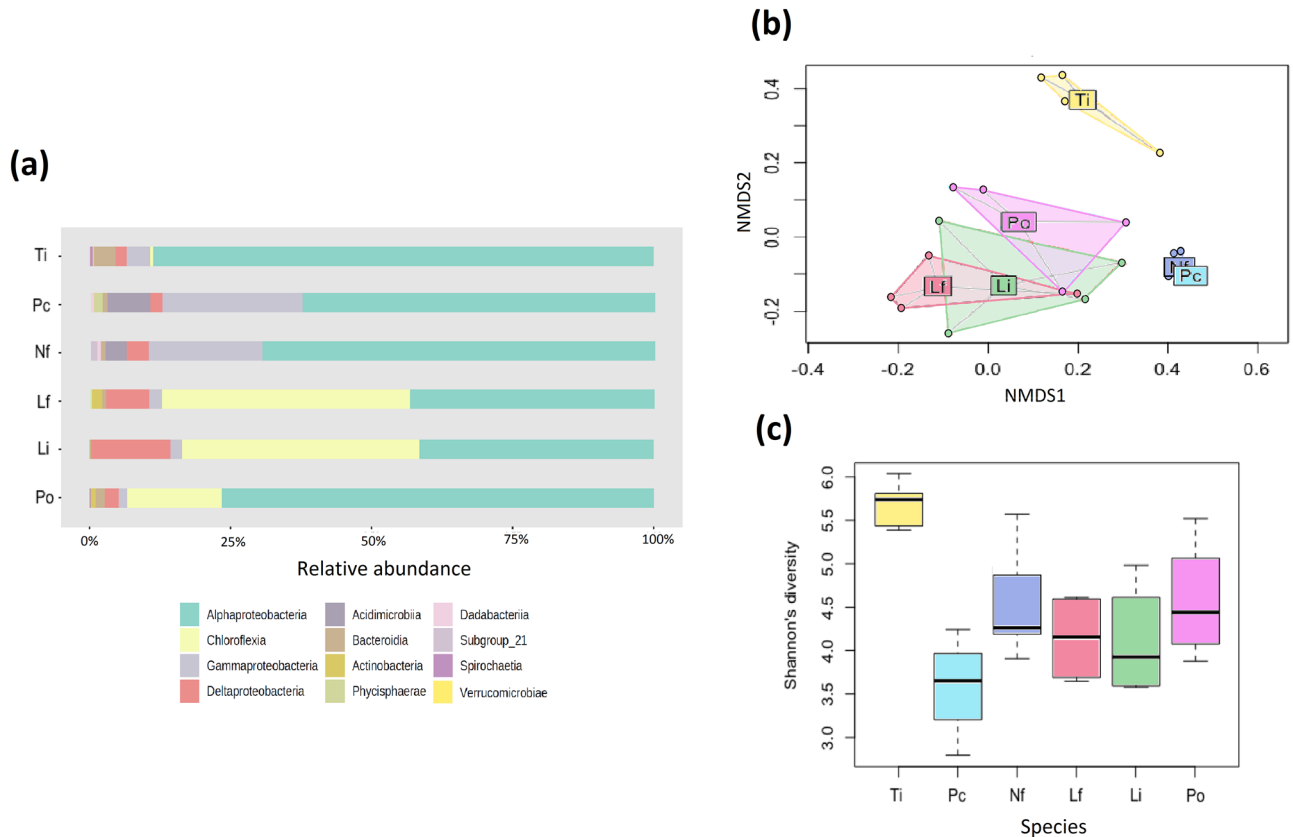 (a)
Ti
Pc
Nf
Lf
Li
Po
0% 25% 50% 75% 100%
Relative abundance
Alphaproteobacteria Acidimicrobiia Dadabacteriia
Chloroflexia Bacteroidia Subgroup_21
Gammaproteobacteria Actinobacteria Spirochaetia
Deltaproteobacteria Phycisphaerae Verrucomicrobiae
(b)
NMDS2
0.4
0.2
0.0
-0.2
Ti
Po
Nf
Pc
Lf
Li
-0.4 -0.2 0.0 0.2 0.4 0.6
NMDS1
(c)
Shannon's diversity
6.0
5.5
5.0
4.5
4.0
3.5
3.0
Ti Pc Nf Lf Li Po
Species